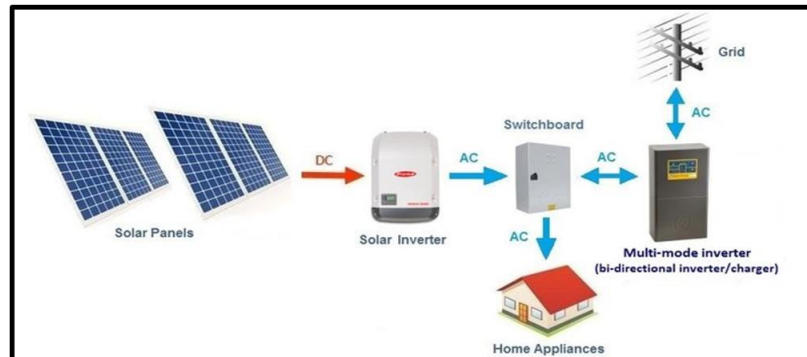 Grid
AC
Switchboard
DC
AC
AC
Solar Panels
Solar Inverter
AC
Multi-mode inverter
(bi-directional inverter/charger)
Home Appliances